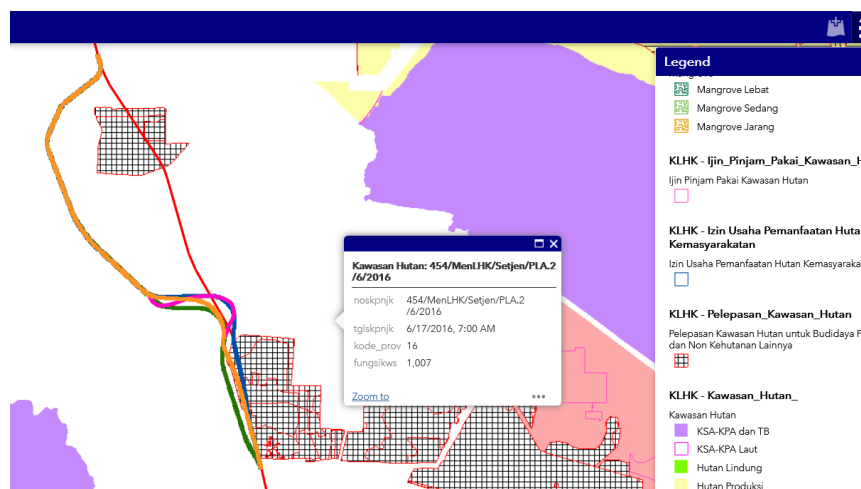 Legend
Mangrove Lebat
Mangrove Sedang
Mangrove Jarang
KLHK - Ijin_Pinjam_Pakai_Kawasan_H
Ijin Pinjam Pakai Kawasan Hutan
KLHK - Izin Usaha Pemanfaatan Huta
Kemasyarakatan
Izin Usaha Pemanfaatan Hutan Kemasyaraka
KLHK - Pelepasan_Kawasan_Hutan
Pelepasan Kawasan Hutan untuk Budidaya P
dan Non Kehutanan Lainnya
KLHK - Kawasan_Hutan_
Kawasan Hutan
KSA-KPA dan TB
KSA-KPA Laut
Hutan Lindung
Hutan Produksi
Kawasan Hutan: 454/MenLHK/Setjen/PLA.2
/6/2016
noskpnjk 454/MenLHK/Setjen/PLA.2
/6/2016
tglskpnjk 6/17/2016, 7:00 AM
kode_prov 16
fungsikws 1,007
Zoom to